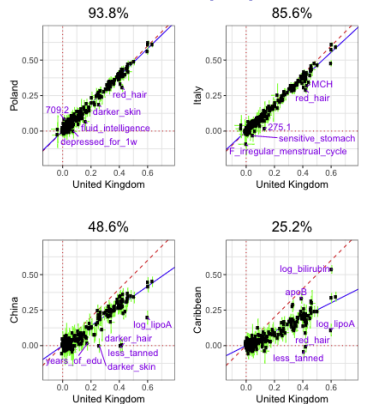 93.8%
85.6%
0.50
0.25
0.00
Poland
red_hair
709.2
darker_skin
fluid_intelligence
depressed_for_1w
0.0 0.2 0.4 0.6
United Kingdom
0.50
0.25
0.00
Italy
MCH
red_hair
275.1
sensitive_stomach
F_irregular_menstrual_cycle
0.0 0.2 0.4 0.6
United Kingdom
48.6%
25.2%
0.50
0.25
0.00
China
log_lipoA
darker_hair
less_tanned
years_of_edu
darker_skin
0.0 0.2 0.4 0.6
United Kingdom
0.50
0.25
0.00
Caribbean
log_bilirubin
apoB
log_lipoA
red_hair
less_tanned
0.0 0.2 0.4 0.6
United Kingdom